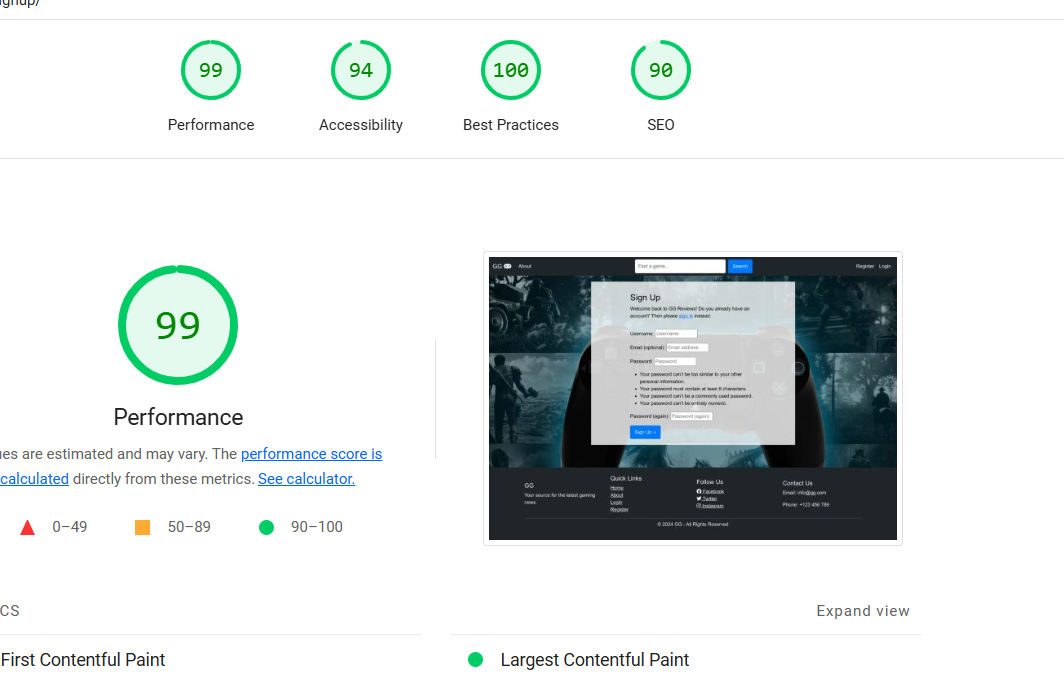 ignup/
99
94
100
90
Performance
Accessibility
Best Practices
SEO
99
Performance
ues are estimated and may vary. The performance score is
calculated directly from these metrics. See calculator.
0–49
50–89
90–100
GG
About
Find a game...
Search
Register
Login
Sign Up
Welcome back to GG Reviews! Do you already have an
account? Then please sign in instead.
Username: Username
Email (optional): Email address
Password: Password
• Your password can't be too similar to your other
personal information.
• Your password must contain at least 8 characters.
• Your password can't be a commonly used password.
• Your password can't be entirely numeric.
Password (again): Password (again)
Sign Up »
GG
Your source for the latest gaming
news.
Quick Links
Home
About
Login
Register
Follow Us
Facebook
Twitter
Instagram
Contact Us
Email: info@gg.com
Phone: +123 456 789
© 2024 GG - All Rights Reserved
CS
Expand view
First Contentful Paint
Largest Contentful Paint